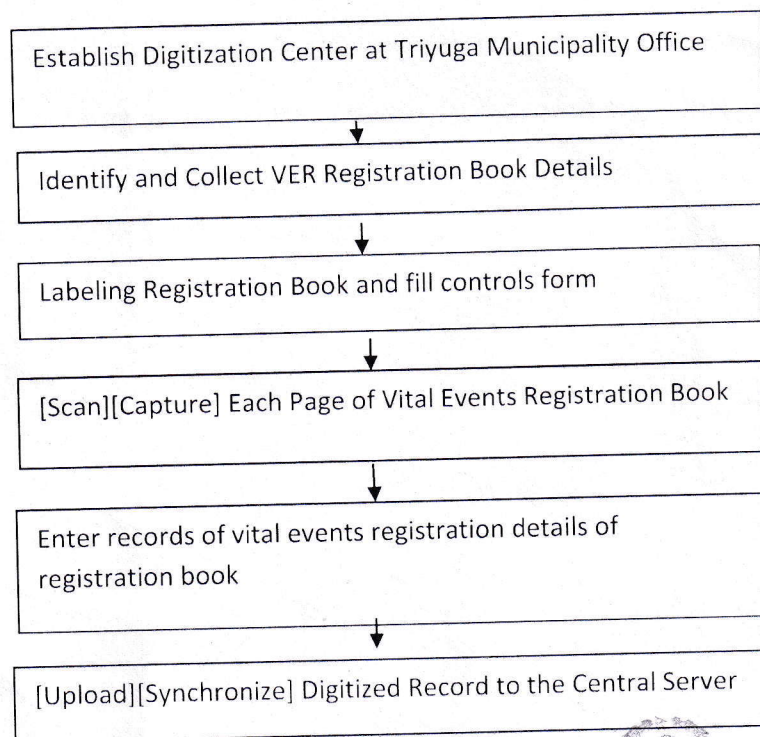 Establish Digitization Center at Triyuga Municipality Office
Identify and Collect VER Registration Book Details
Labeling Registration Book and fill controls form
[Scan][Capture] Each Page of Vital Events Registration Book
Enter records of vital events registration details of
registration book
[Upload][Synchronize] Digitized Record to the Central Server